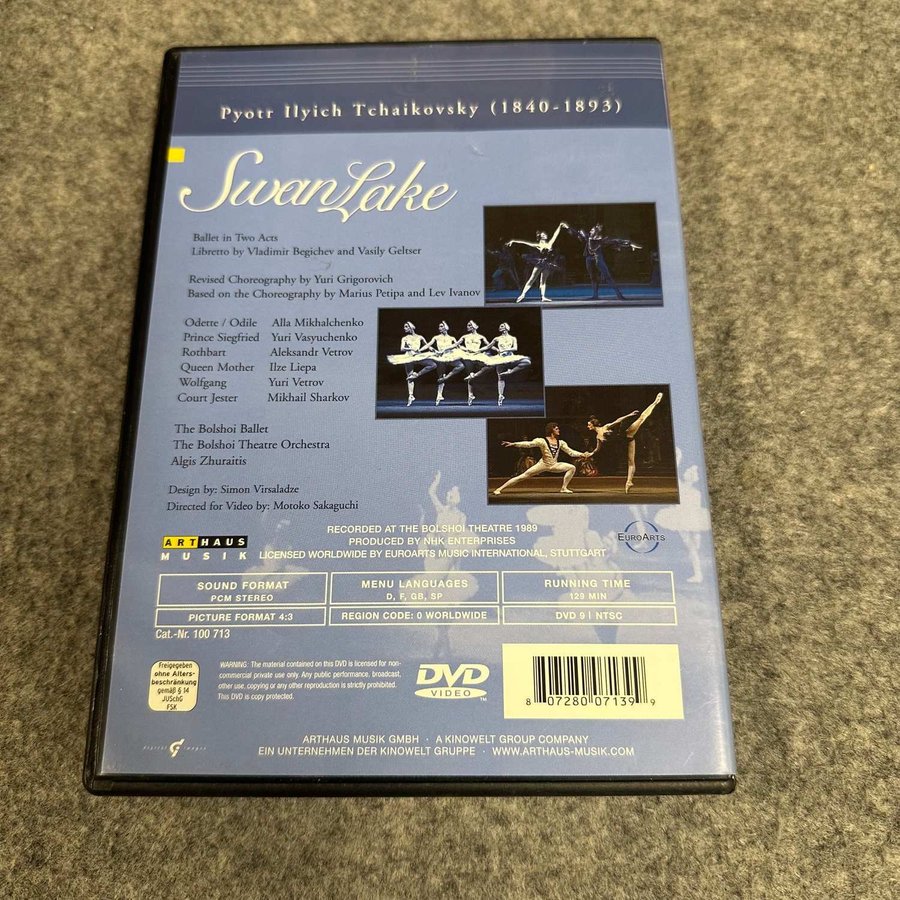 Pyotr Ilyich Tchaikovsky (1840-1893)
Swan Lake
Ballet in Two Acts
Libretto by Vladimir Begichev and Vasily Geltser
Revised Choreography by Yuri Grigorovich
Based on the Choreography by Marius Petipa and Lev Ivanov
Odette / Odile Alla Mikhalchenko
Prince Siegfried Yuri Vasyuchenko
Rothbart Aleksandr Vetrov
Queen Mother Ilze Liepa
Wolfgang Yuri Vetrov
Court Jester Mikhail Sharkov
The Bolshoi Ballet
The Bolshoi Theatre Orchestra
Algis Zhuraitis
Design by: Simon Virsaladze
Directed for Video by: Motoko Sakaguchi
RECORDED AT THE BOLSHOI THEATRE 1989
PRODUCED BY NHK ENTERPRISES
LICENSED WORLDWIDE BY EUROARTS MUSIC INTERNATIONAL, STUTTGART
ARTHAUS
MUSIK
EUROARTS
SOUND FORMAT
PCM STEREO
MENU LANGUAGES
D, F, GB, SP
RUNNING TIME
129 MIN
PICTURE FORMAT 4:3
REGION CODE: 0 WORLDWIDE
DVD 9 | NTSC
Cat.-Nr. 100 713
Freigegeben
ohne Alters-
beschränkung
gemäß § 14
JUSchG
FSK
WARNING: The material contained on this DVD is licensed for non-
commercial private use only. Any public performance, broadcast,
other use, copying or any other reproduction is strictly prohibited.
This DVD is copy protected.
DVD
VIDEO
TM
8 07280 07139 9
digital images
ARTHAUS MUSIK GMBH · A KINOWELT GROUP COMPANY
EIN UNTERNEHMEN DER KINOWELT GRUPPE · WWW.ARTHAUS-MUSIK.COM